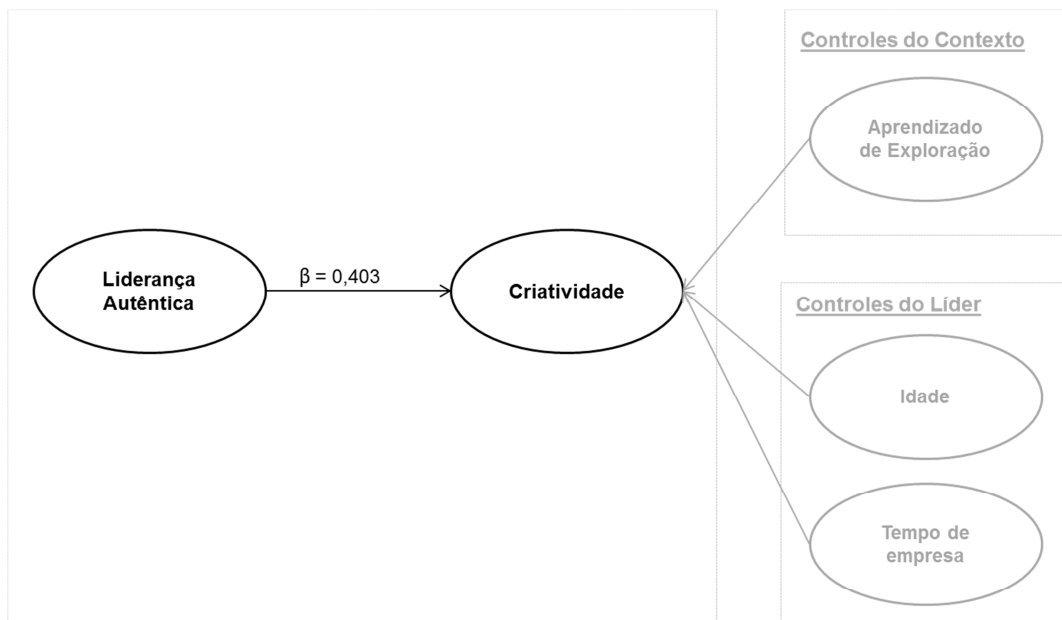 Controles do Contexto
Aprendizado
de Exploração
Liderança
Autêntica
β = 0,403
Criatividade
Controles do Líder
Idade
Tempo de
empresa